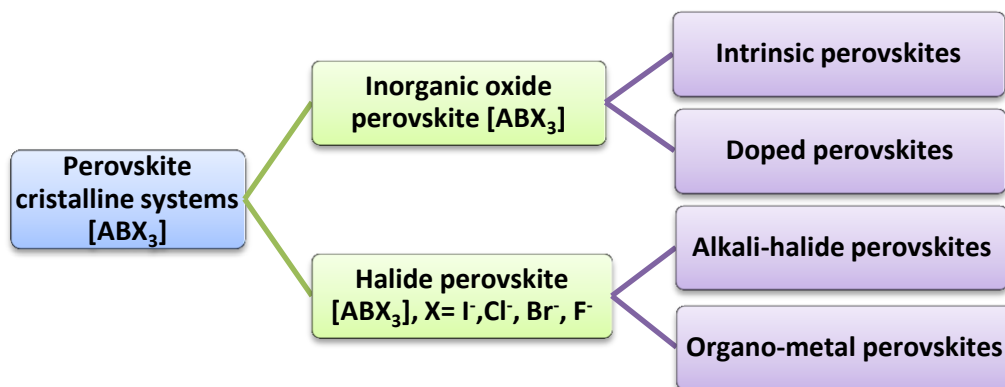 Perovskite
cristalline systems
[ABX₃]
Inorganic oxide
perovskite [ABX₃]
Halide perovskite
[ABX₃], X= I⁻,Cl⁻, Br⁻, F⁻
Intrinsic perovskites
Doped perovskites
Alkali-halide perovskites
Organo-metal perovskites